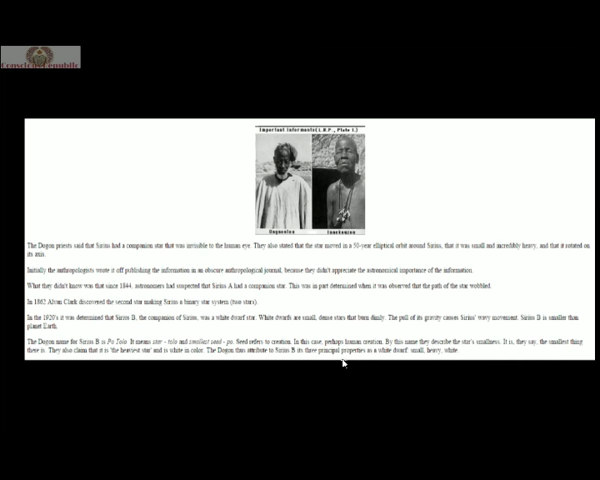 Conscious Republic
Important Informants(L.R.P., Plate I.)
The Dogon priests said that Sirius had a companion star that was invisible to the human eye. They also stated that the star moved in a 50-year elliptical orbit around Sirius, that it was small and incredibly heavy, and that it rotated on
its axis.
Initially the anthropologists wrote it off publishing the information in an obscure anthropological journal, because they didn't appreciate the astronomical importance of the information.
What they didn't know was that since 1844, astronomers had suspected that Sirius A had a companion star. This was in part determined when it was observed that the path of the star wobbled.
In 1862 Alvan Clark discovered the second star making Sirius a binary star system (two stars).
In the 1920's it was determined that Sirius B, the companion of Sirius, was a white dwarf star. White dwarfs are small, dense stars that burn dimly. The pull of its gravity causes Sirius' wavy movement. Sirius B is smaller than
planet Earth.
The Dogon name for Sirius B is Po Tolo. It means star - tolo and smallest seed - po. Seed refers to creation. In this case, perhaps human creation. By this name they describe the star's smallness. It is, they say, the smallest thing
there is. They also claim that it is 'the heaviest star' and is white in color. The Dogon thus attribute to Sirius B its three principal properties as a white dwarf: small, heavy, white.